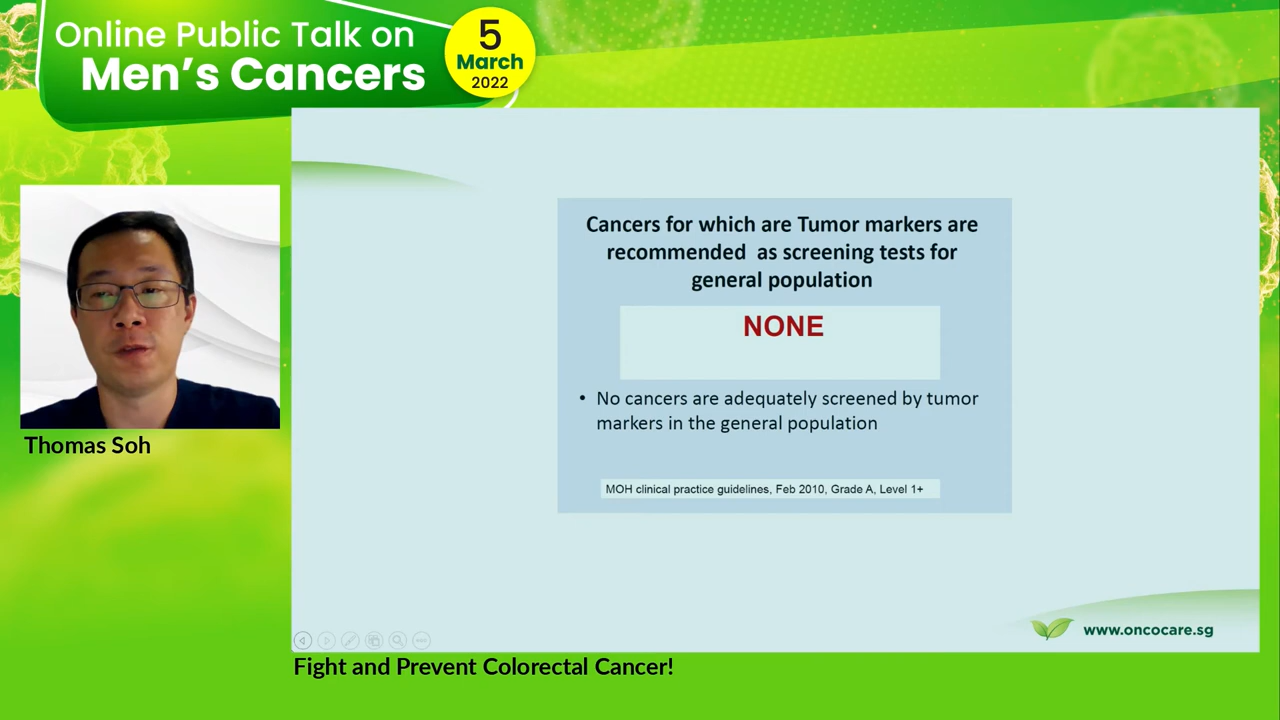 Online Public Talk on
Men's Cancers
5
March
2022
Cancers for which are Tumor markers are
recommended as screening tests for
general population
NONE
• No cancers are adequately screened by tumor
markers in the general population
MOH clinical practice guidelines, Feb 2010, Grade A, Level 1+
Thomas Soh
www.oncocare.sg
Fight and Prevent Colorectal Cancer!